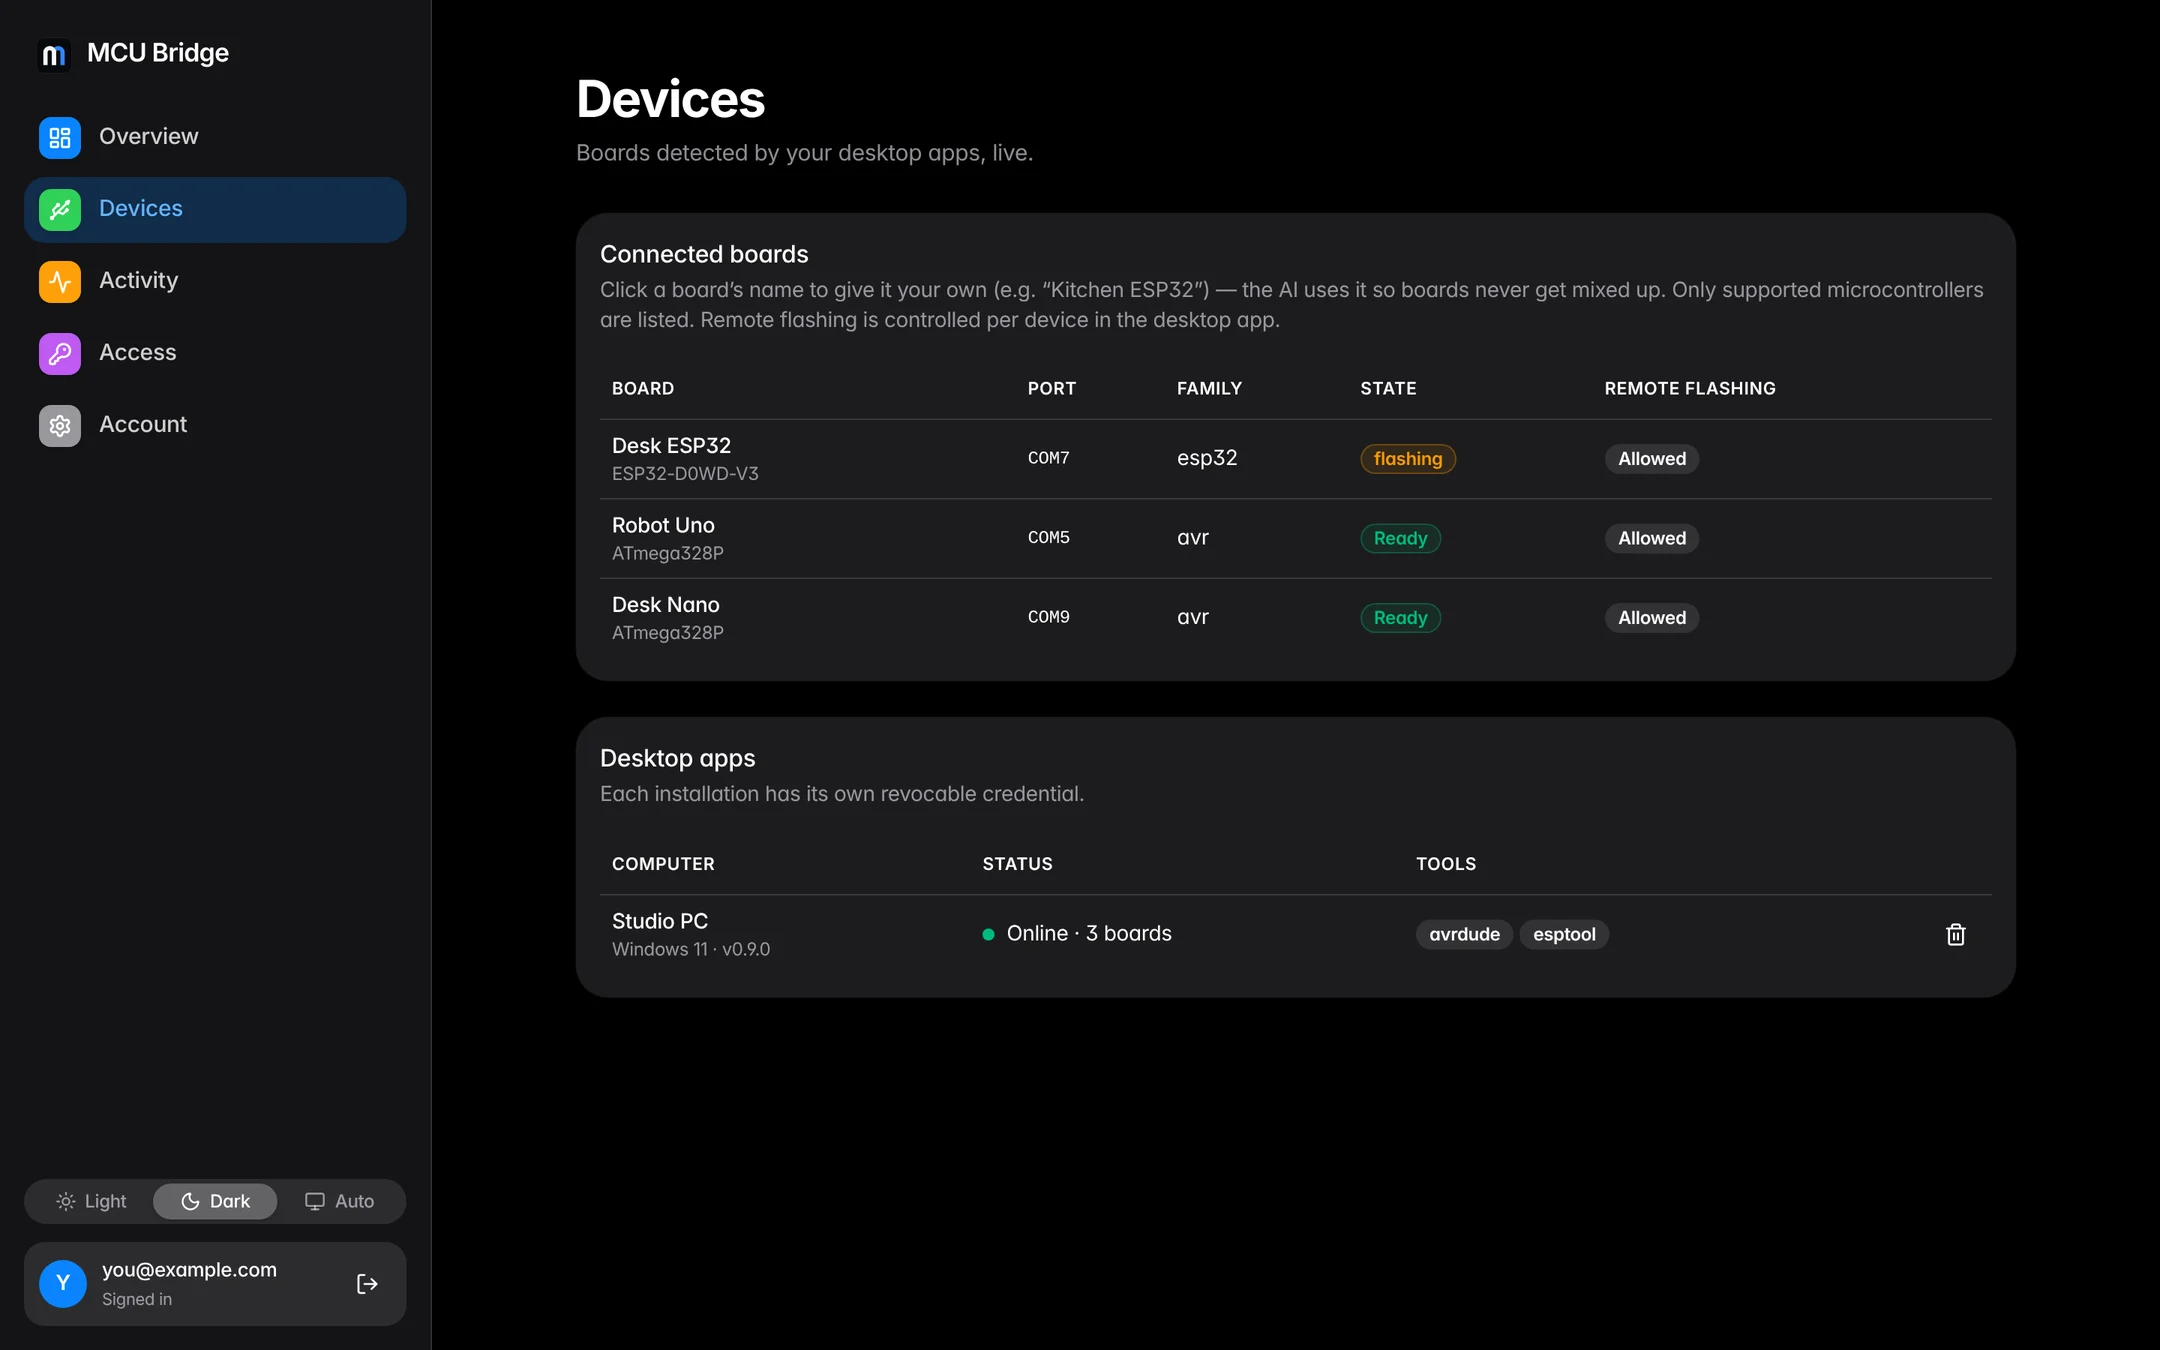 MCU Bridge
Overview
Devices
Activity
Access
Account
Light
Dark
Auto
Y
you@example.com
Signed in
Devices
Boards detected by your desktop apps, live.
Connected boards
Click a board’s name to give it your own (e.g. “Kitchen ESP32”) — the AI uses it so boards never get mixed up. Only supported microcontrollers
are listed. Remote flashing is controlled per device in the desktop app.
BOARD PORT FAMILY STATE REMOTE FLASHING
Desk ESP32
ESP32-D0WD-V3
COM7 esp32 flashing Allowed
Robot Uno
ATmega328P
COM5 avr Ready Allowed
Desk Nano
ATmega328P
COM9 avr Ready Allowed
Desktop apps
Each installation has its own revocable credential.
COMPUTER STATUS TOOLS
Studio PC
Windows 11 · v0.9.0
Online · 3 boards avrdude esptool